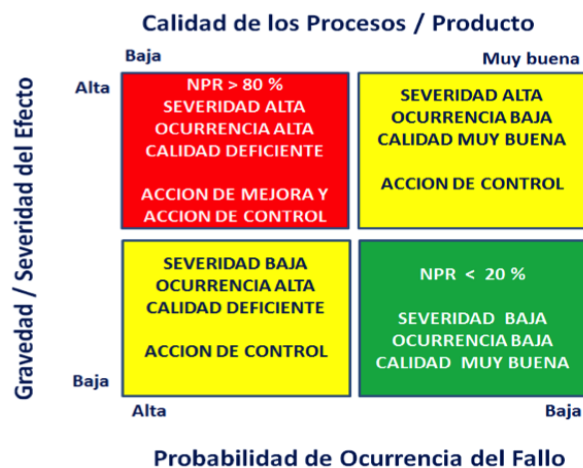 Calidad de los Procesos / Producto
Baja
Muy buena
Gravedad / Severidad del Efecto
Alta
NPR > 80 %
SEVERIDAD ALTA
OCURRENCIA ALTA
CALIDAD DEFICIENTE
ACCION DE MEJORA Y
ACCION DE CONTROL
SEVERIDAD ALTA
OCURRENCIA BAJA
CALIDAD MUY BUENA
ACCION DE CONTROL
SEVERIDAD BAJA
OCURRENCIA ALTA
CALIDAD DEFICIENTE
ACCION DE CONTROL
NPR < 20 %
SEVERIDAD BAJA
OCURRENCIA BAJA
CALIDAD MUY BUENA
Baja
Alta
Baja
Probabilidad de Ocurrencia del Fallo